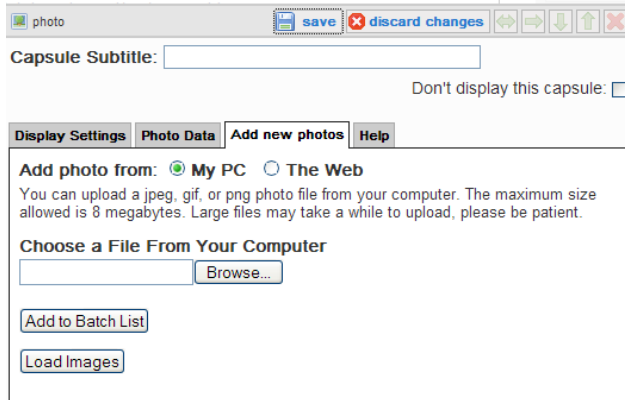 photo save discard changes
Capsule Subtitle:
Don't display this capsule:
Display Settings Photo Data Add new photos Help
Add photo from: My PC The Web
You can upload a jpeg, gif, or png photo file from your computer. The maximum size
allowed is 8 megabytes. Large files may take a while to upload, please be patient.
Choose a File From Your Computer
Browse...
Add to Batch List
Load Images